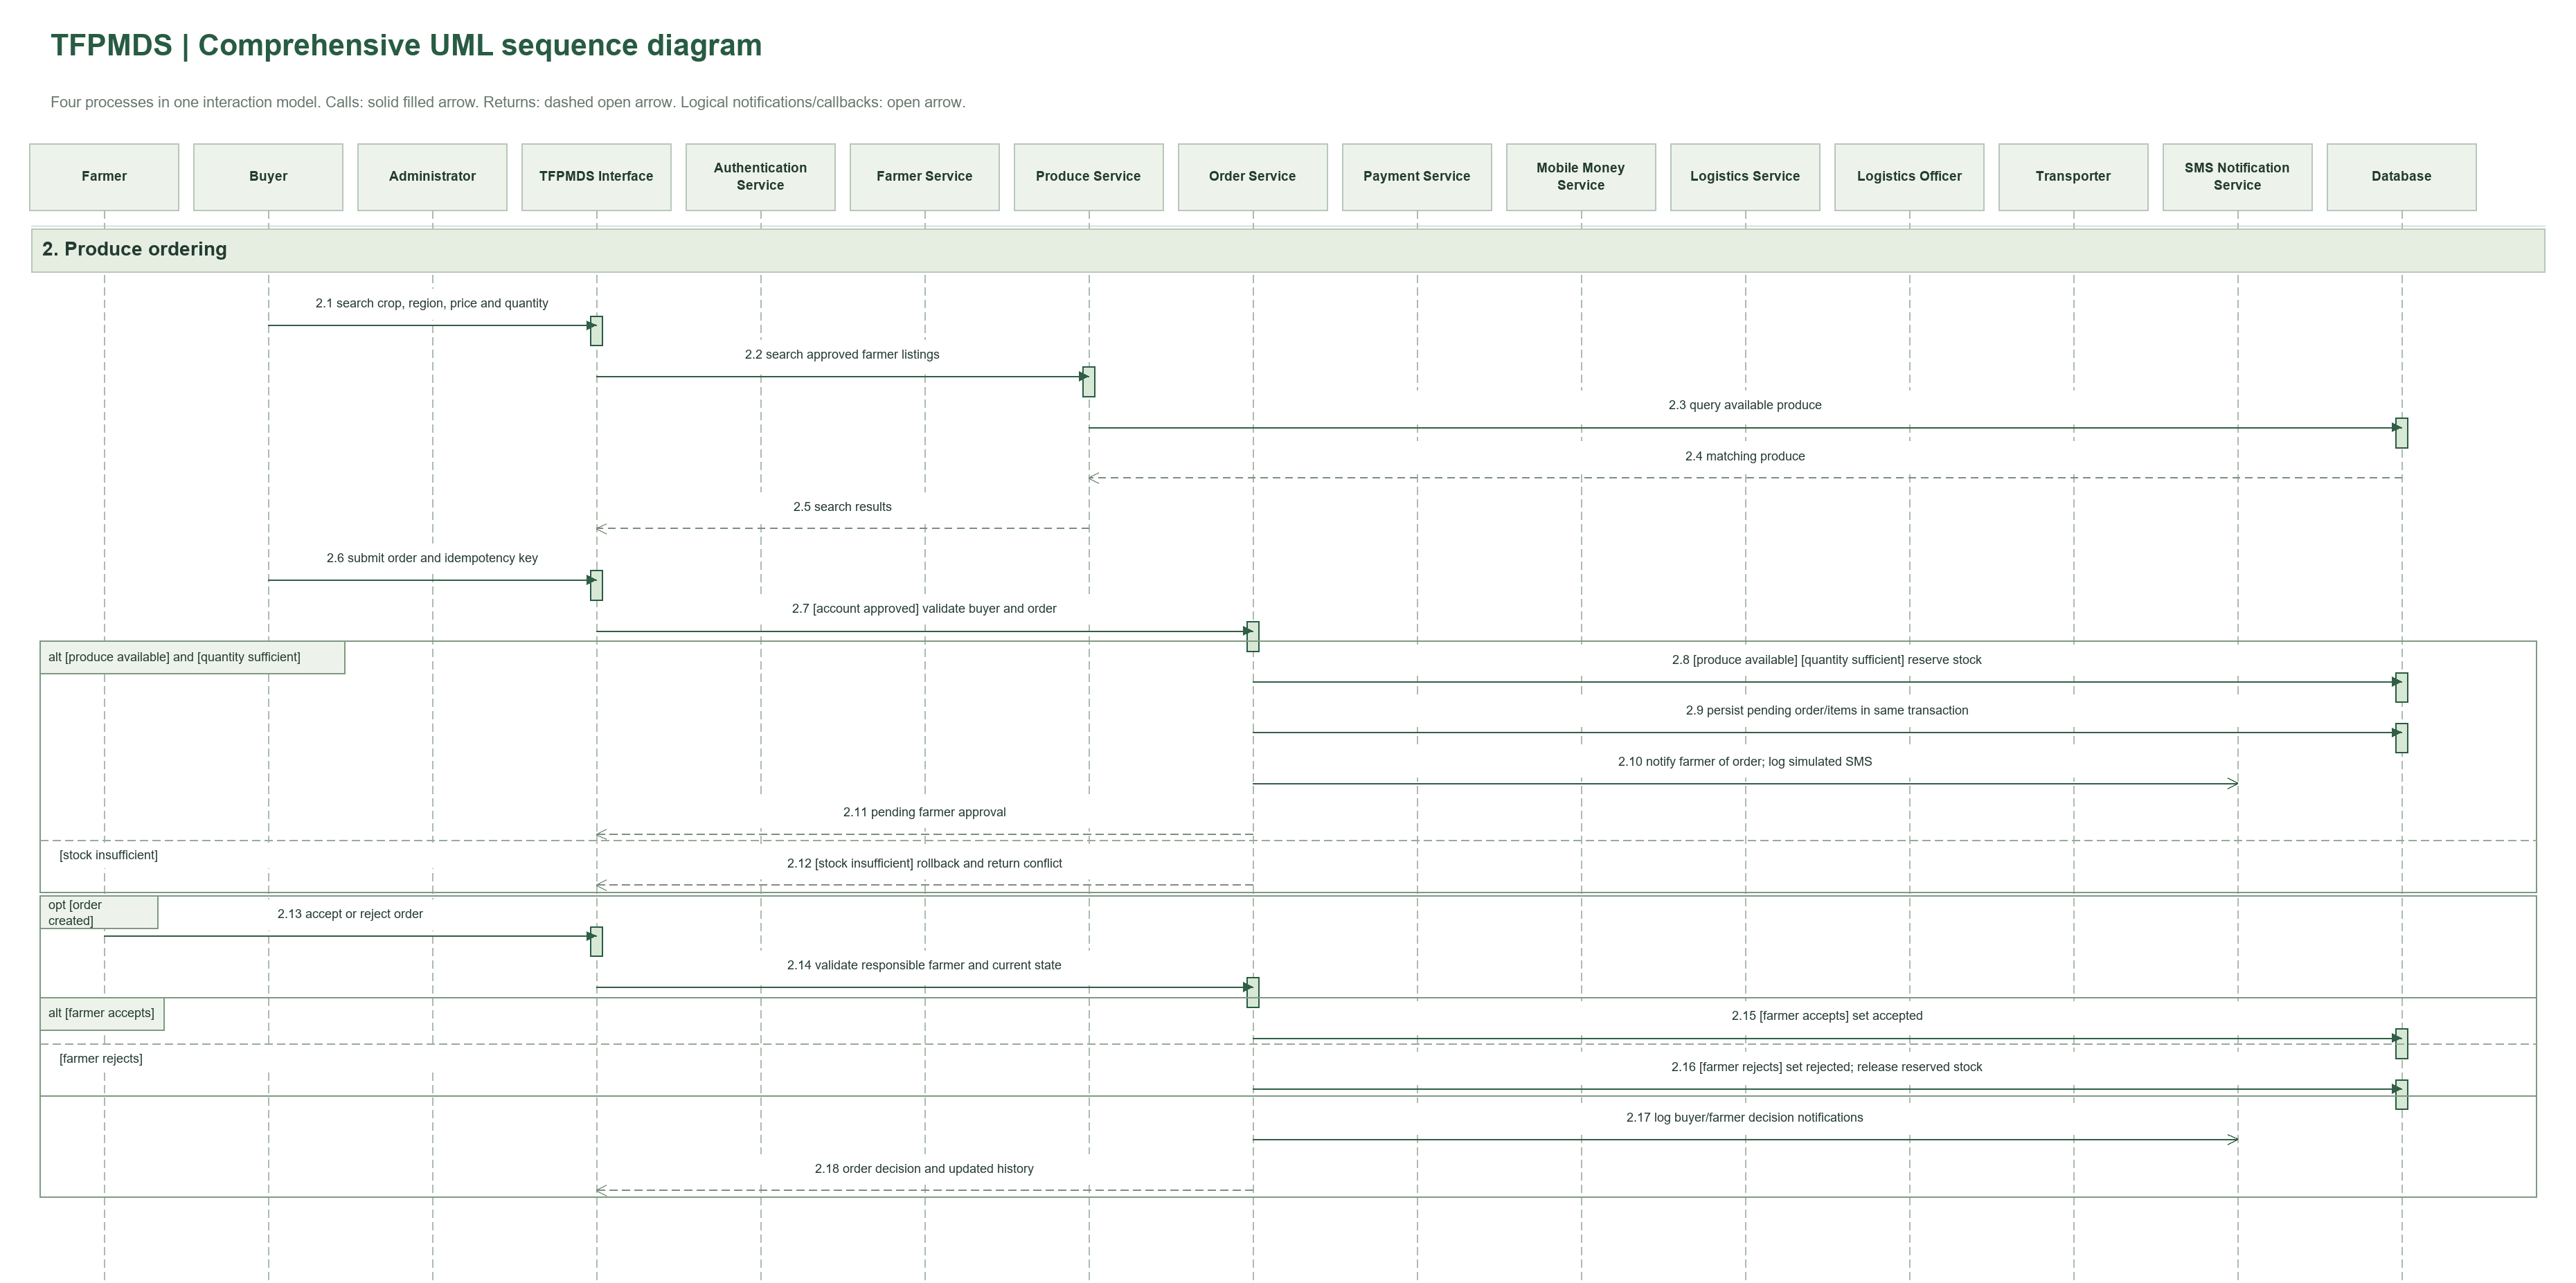 TFPMDS | Comprehensive UML sequence diagram
Four processes in one interaction model. Calls: solid filled arrow. Returns: dashed open arrow. Logical notifications/callbacks: open arrow.
Farmer
Buyer
Administrator
TFPMDS Interface
Authentication
Service
Farmer Service
Produce Service
Order Service
Payment Service
Mobile Money
Service
Logistics Service
Logistics Officer
Transporter
SMS Notification
Service
Database
2. Produce ordering
2.1 search crop, region, price and quantity
2.2 search approved farmer listings
2.3 query available produce
2.4 matching produce
2.5 search results
2.6 submit order and idempotency key
2.7 [account approved] validate buyer and order
alt [produce available] and [quantity sufficient]
2.8 [produce available] [quantity sufficient] reserve stock
2.9 persist pending order/items in same transaction
2.10 notify farmer of order; log simulated SMS
2.11 pending farmer approval
[stock insufficient]
2.12 [stock insufficient] rollback and return conflict
opt [order
created]
2.13 accept or reject order
2.14 validate responsible farmer and current state
alt [farmer accepts]
2.15 [farmer accepts] set accepted
[farmer rejects]
2.16 [farmer rejects] set rejected; release reserved stock
2.17 log buyer/farmer decision notifications
2.18 order decision and updated history